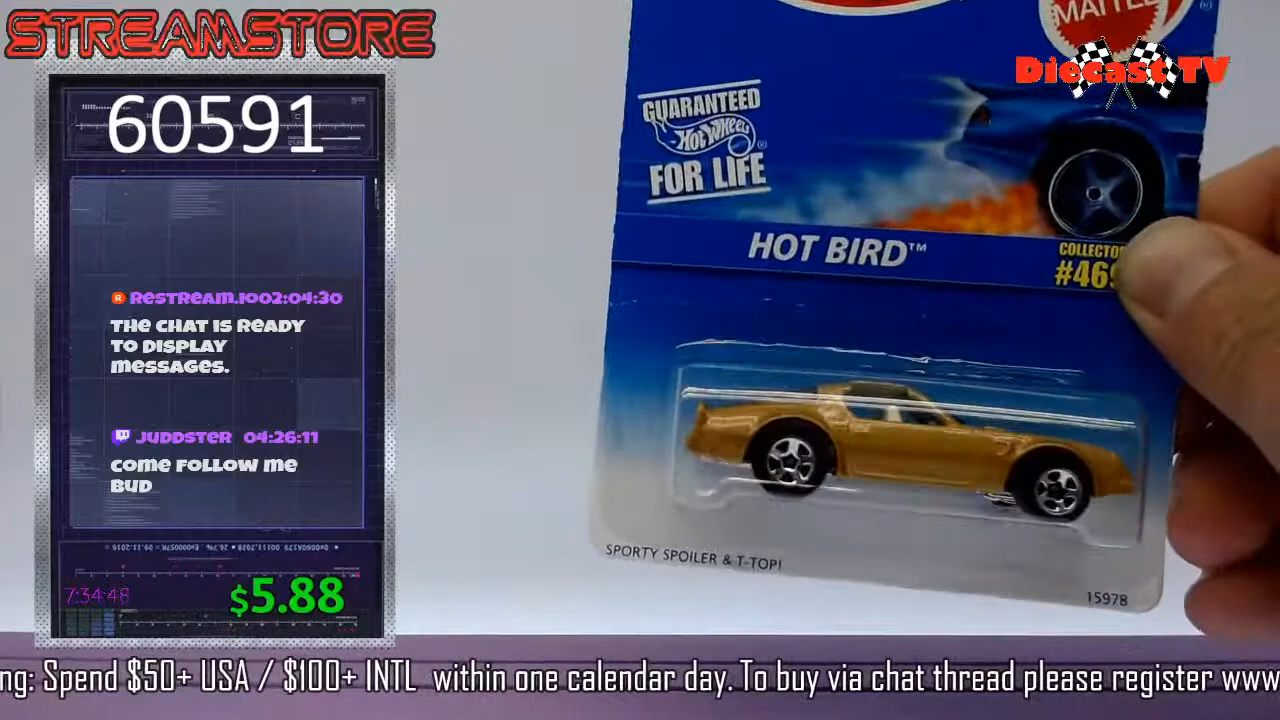 STREAMSTORE
60591
Restream.io 02:04:30
The chat is ready
to display
messages.
Juddster 04:26:11
Come follow me
bud
7:34:48
$5.88
MATTEL
Diecast TV
GUARANTEED
Hot Wheels
FOR LIFE
HOT BIRD™
COLLECTOR
#469
SPORTY SPOILER & T-TOP!
15978
ng: Spend $50+ USA / $100+ INTL within one calendar day. To buy via chat thread please register www